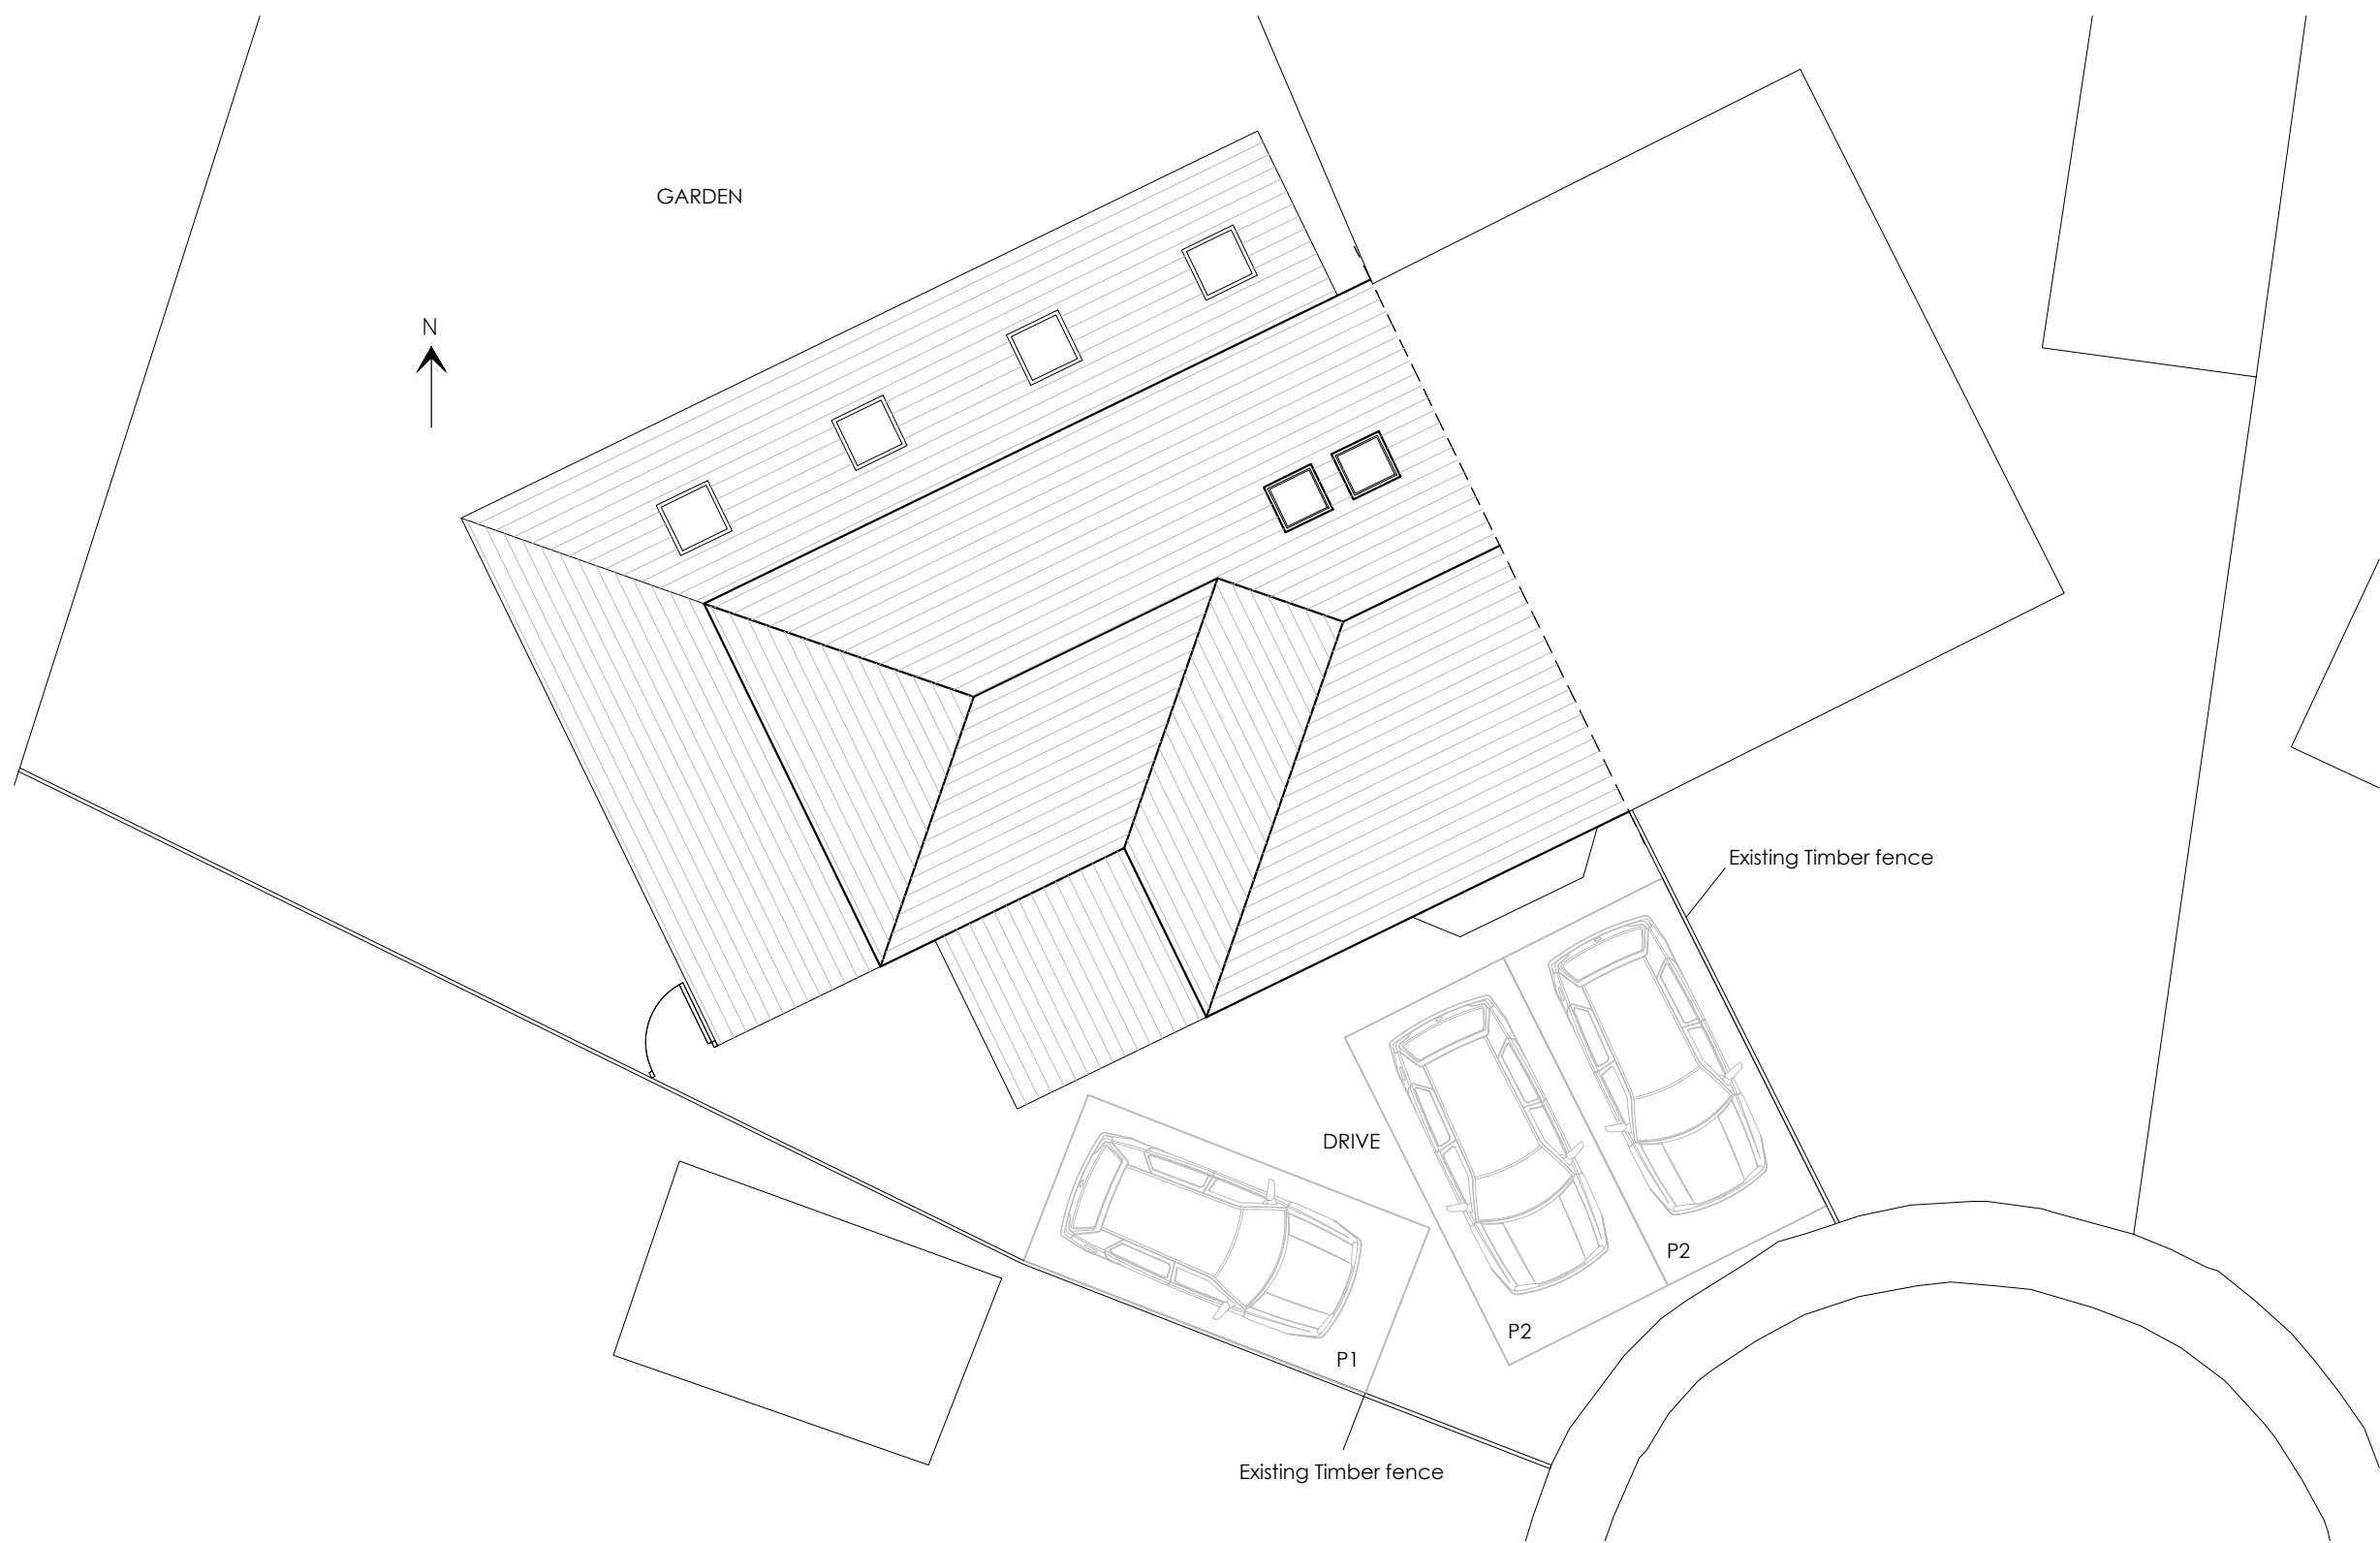 GARDEN
N
Existing Timber fence
DRIVE
P2
P2
P1
Existing Timber fence